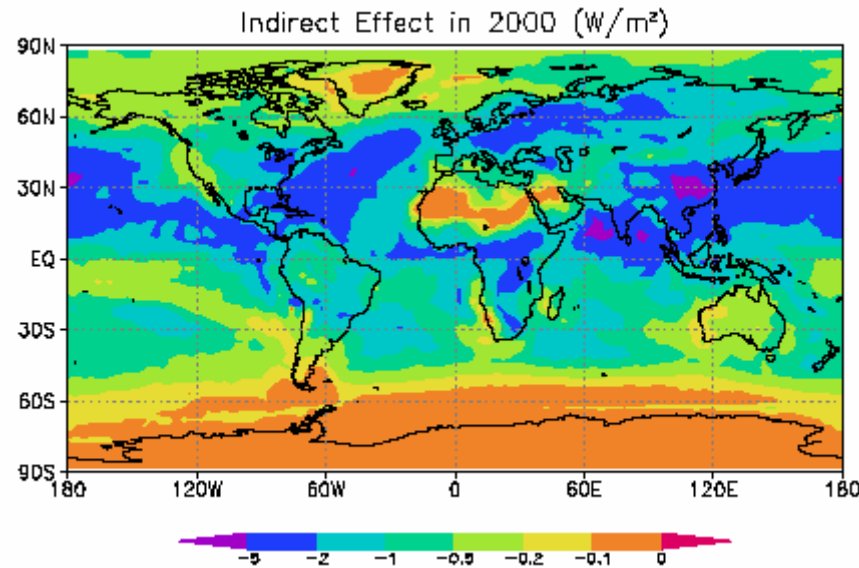 Indirect Effect in 2000 (W/m²)
90N
60N
30N
EQ
30S
60S
90S
180 120W 60W 0 60E 120E 180
-5 -2 -1 -0.5 -0.2 -0.1 0